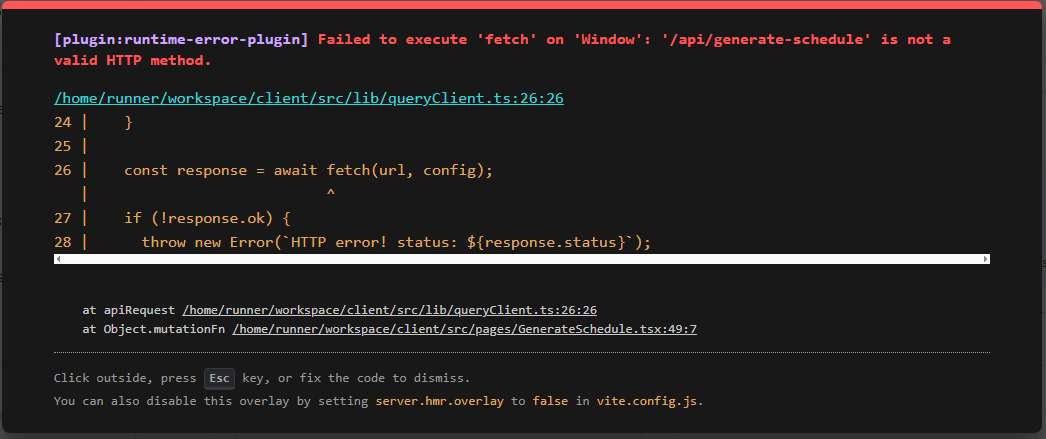 [plugin:runtime-error-plugin] Failed to execute 'fetch' on 'Window': '/api/generate-schedule' is not a
valid HTTP method.
/home/runner/workspace/client/src/lib/queryClient.ts:26:26
24 |    }
25 |
26 |    const response = await fetch(url, config);
   |                           ^
27 |    if (!response.ok) {
28 |      throw new Error(`HTTP error! status: ${response.status}`);
at apiRequest /home/runner/workspace/client/src/lib/queryClient.ts:26:26
at Object.mutationFn /home/runner/workspace/client/src/pages/GenerateSchedule.tsx:49:7
Click outside, press Esc key, or fix the code to dismiss.
You can also disable this overlay by setting server.hmr.overlay to false in vite.config.js.